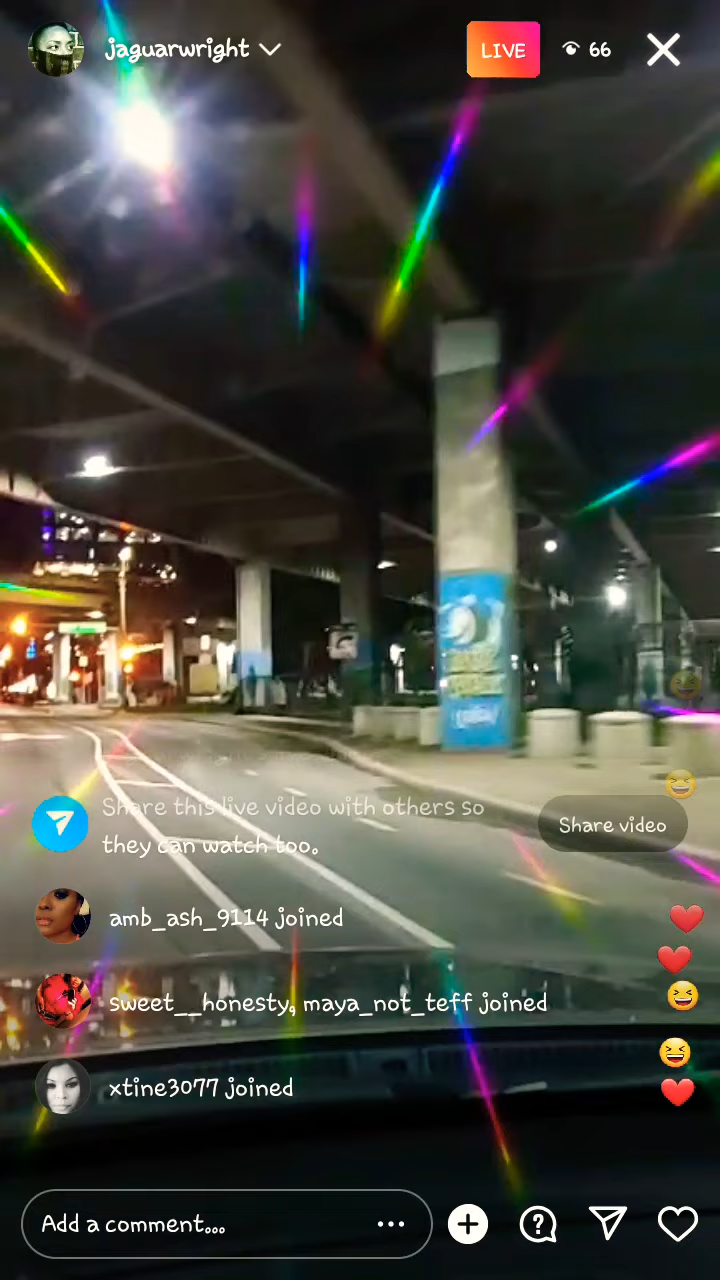 jaguarwright
LIVE
66
Share this live video with others so
they can watch too.
Share video
amb_ash_9114 joined
sweet__honesty, maya_not_teff joined
xtine3077 joined
Add a comment...